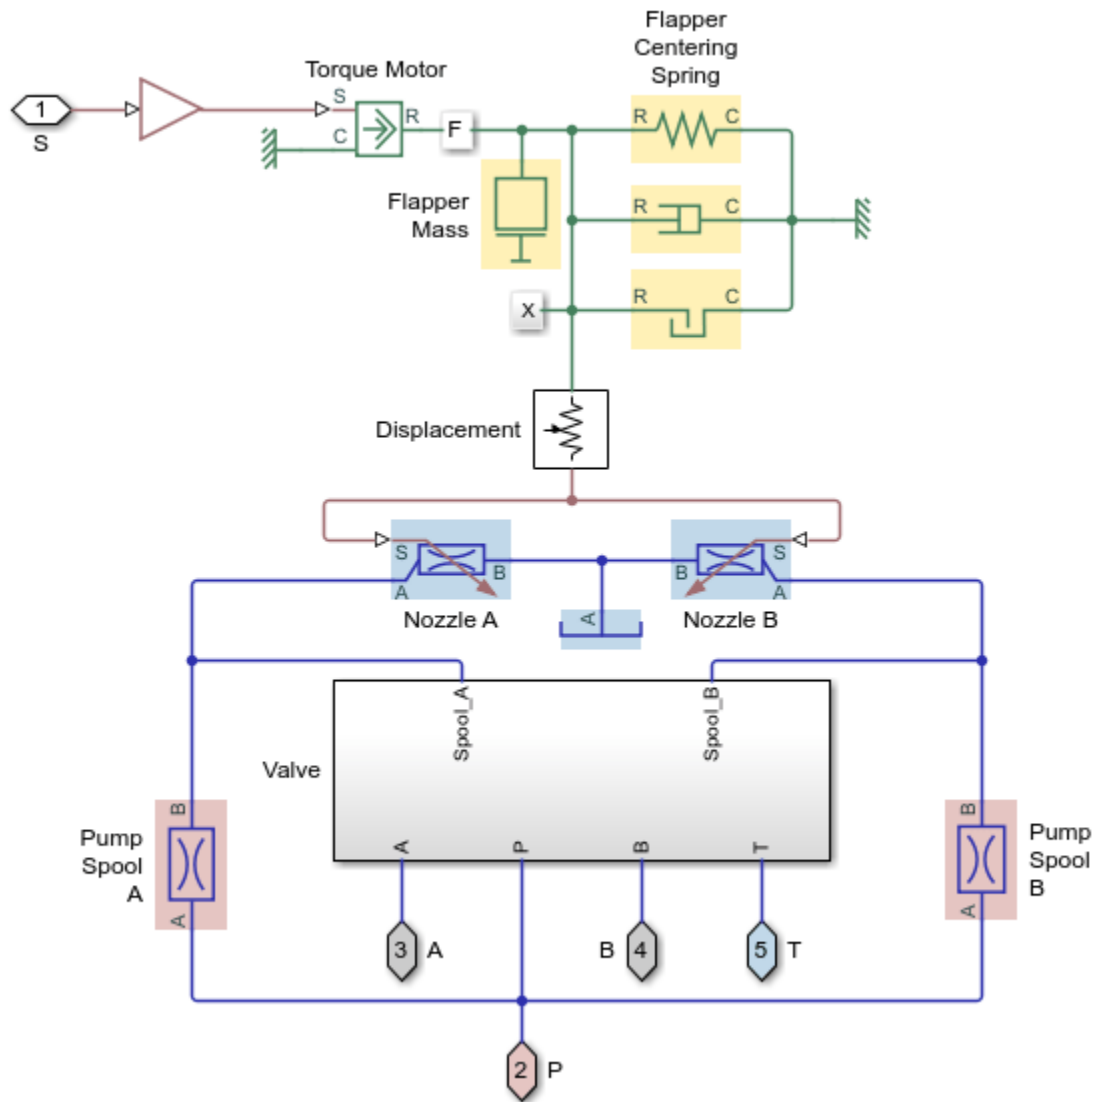 Flapper
Centering
Spring
Torque Motor
1
S
S
C
R
F
R
C
Flapper
Mass
R
C
R
C
X
Displacement
S
A
B
Nozzle A
A
B
S
A
Nozzle B
Spool_A
Spool_B
Valve
A
P
B
T
Pump
Spool
A
B
A
Pump
Spool
B
B
A
3
A
B
4
5
T
2
P